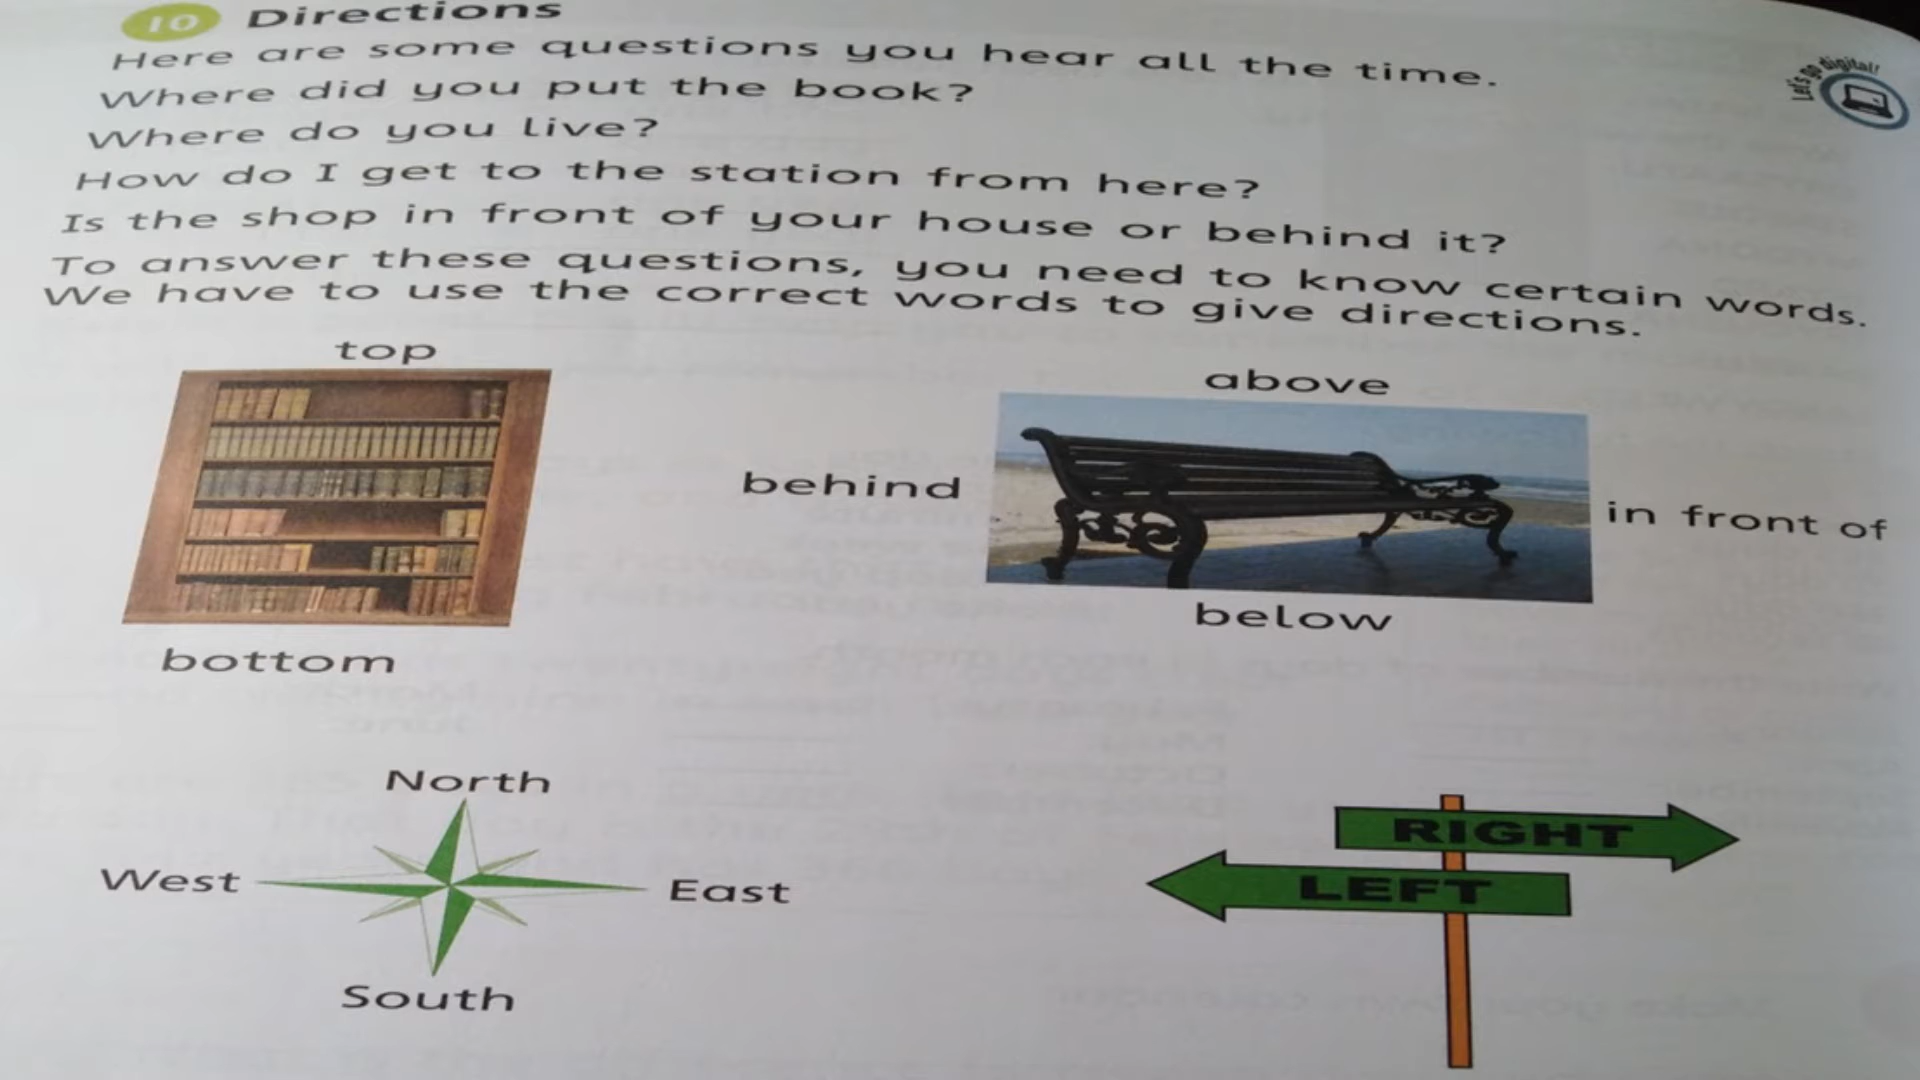 10 Directions
Here are some questions you hear all the time.
Where did you put the book?
Where do you live?
How do I get to the station from here?
Is the shop in front of your house or behind it?
To answer these questions, you need to know certain words.
We have to use the correct words to give directions.
Let's go digital!
top
bottom
above
behind
in front of
below
North
West
East
South
RIGHT
LEFT